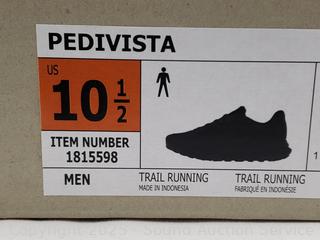 PEDIVISTA
US
10 1/2
ITEM NUMBER
1815598
MEN
TRAIL RUNNING
MADE IN INDONESIA
TRAIL RUNNING
FABRIQUÉ EN INDONÉSIE
1
Copyright 2025 - Sound Auction Service